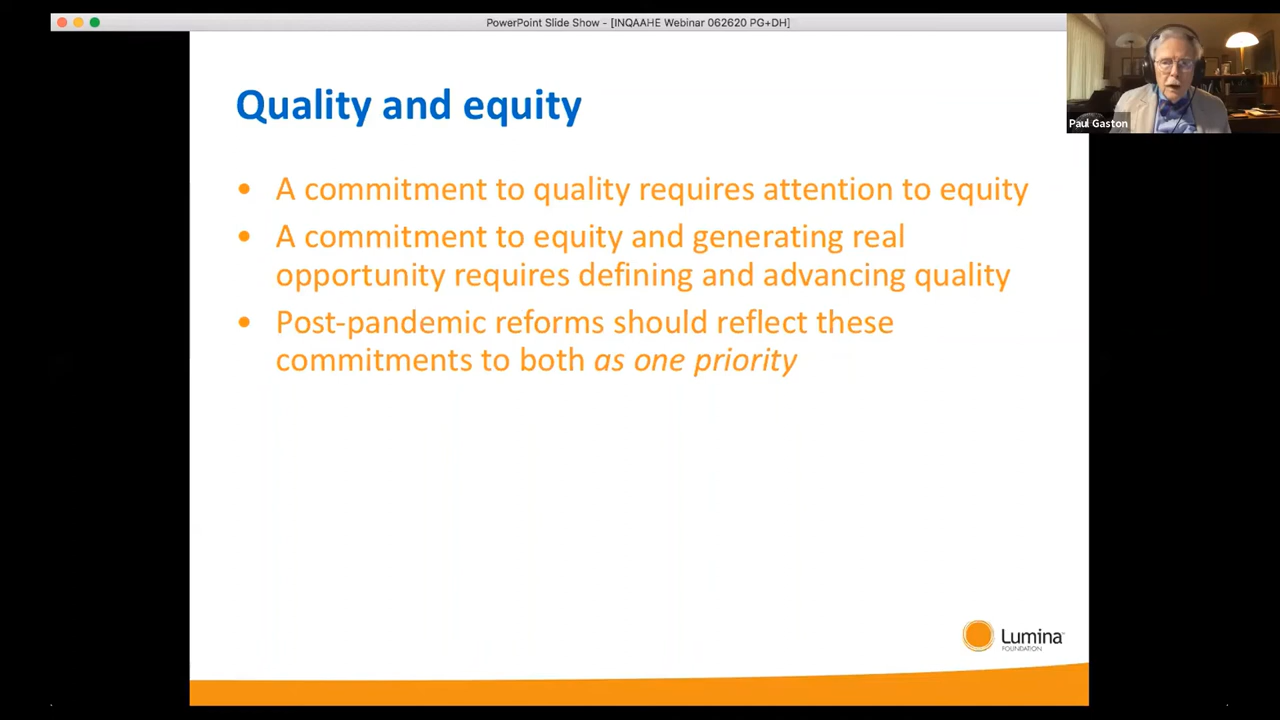 PowerPoint Slide Show - [INQAAHE Webinar 062620 PG+DH]
Paul Gaston
Quality and equity
• A commitment to quality requires attention to equity
• A commitment to equity and generating real
opportunity requires defining and advancing quality
• Post-pandemic reforms should reflect these
commitments to both as one priority
Lumina
FOUNDATION